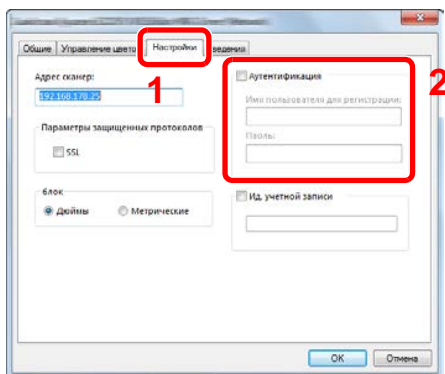 Общие Управление цвето Настройки ведения
1
2
Адрес сканер:
192.168.178.25
Аутентификация
Имя пользователя для регистрации:
Паоль:
Параметры защищенных протоколов
SSL
блок
Дюймы Метрические
Ид. учетной записи
OK Отмена